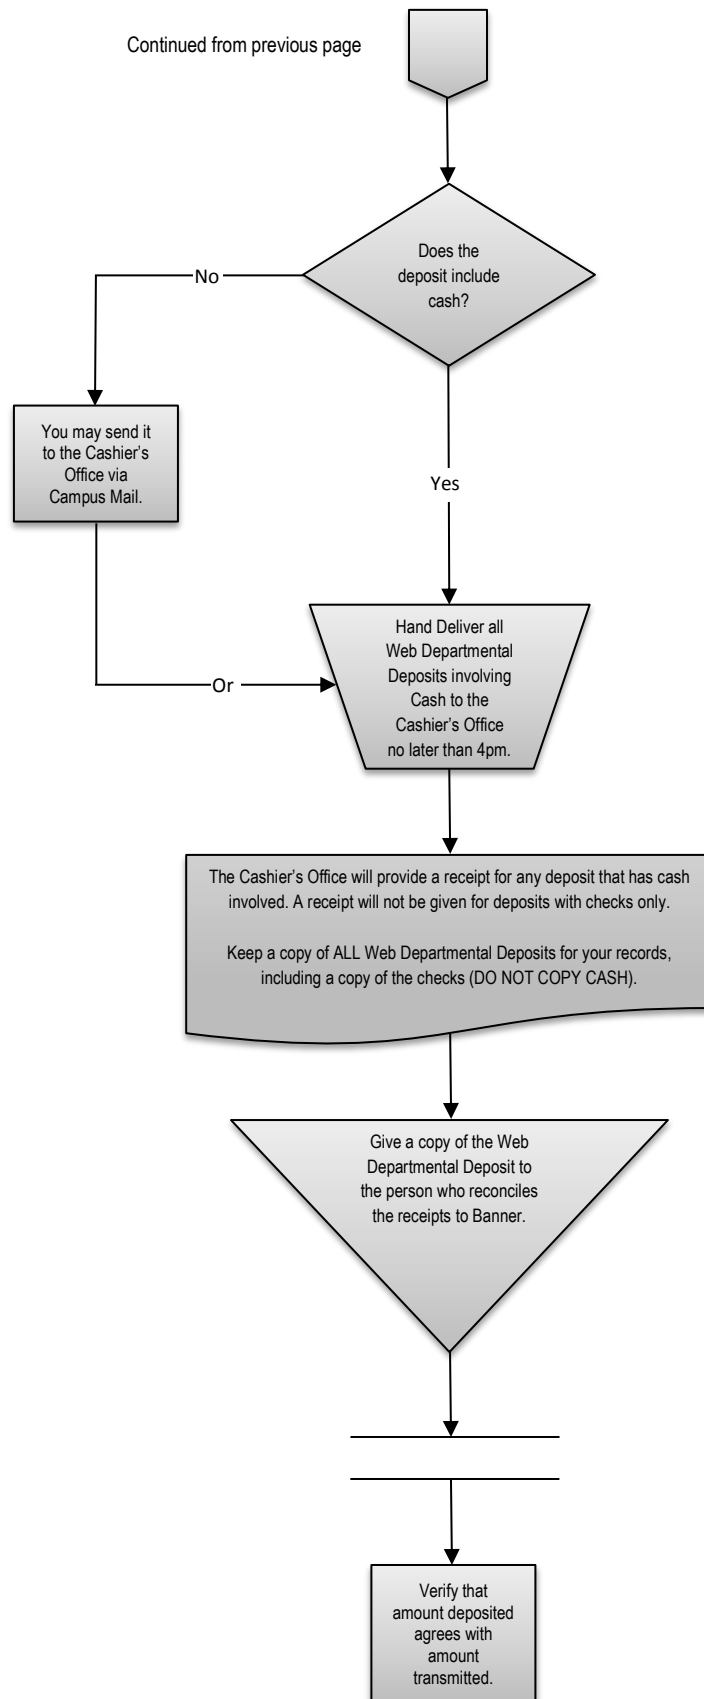 Continued from previous page
Does the
deposit include
cash?
No
You may send it
to the Cashier’s
Office via
Campus Mail.
Yes
Hand Deliver all
Web Departmental
Deposits involving
Cash to the
Cashier’s Office
no later than 4pm.
Or
The Cashier’s Office will provide a receipt for any deposit that has cash
involved. A receipt will not be given for deposits with checks only.
Keep a copy of ALL Web Departmental Deposits for your records,
including a copy of the checks (DO NOT COPY CASH).
Give a copy of the Web
Departmental Deposit to
the person who reconciles
the receipts to Banner.
Verify that
amount deposited
agrees with
amount
transmitted.